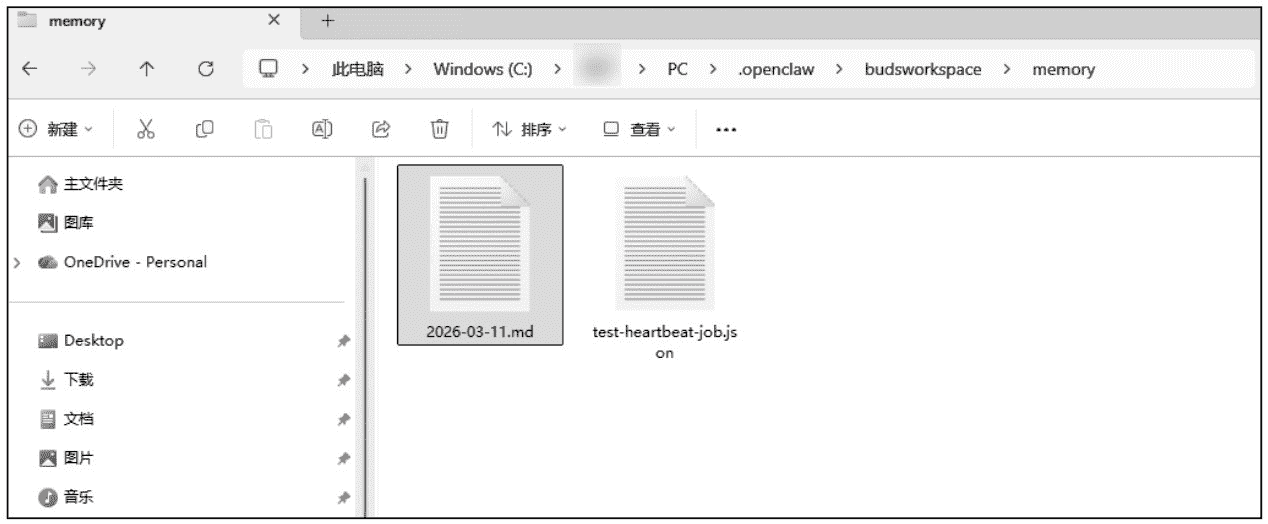 memory
此电脑 > Windows (C:) > > PC > .openclaw > budsworkspace > memory
新建
排序
查看
主文件夹
图库
OneDrive - Personal
Desktop
下载
文档
图片
音乐
2026-03-11.md
test-heartbeat-job.js
on